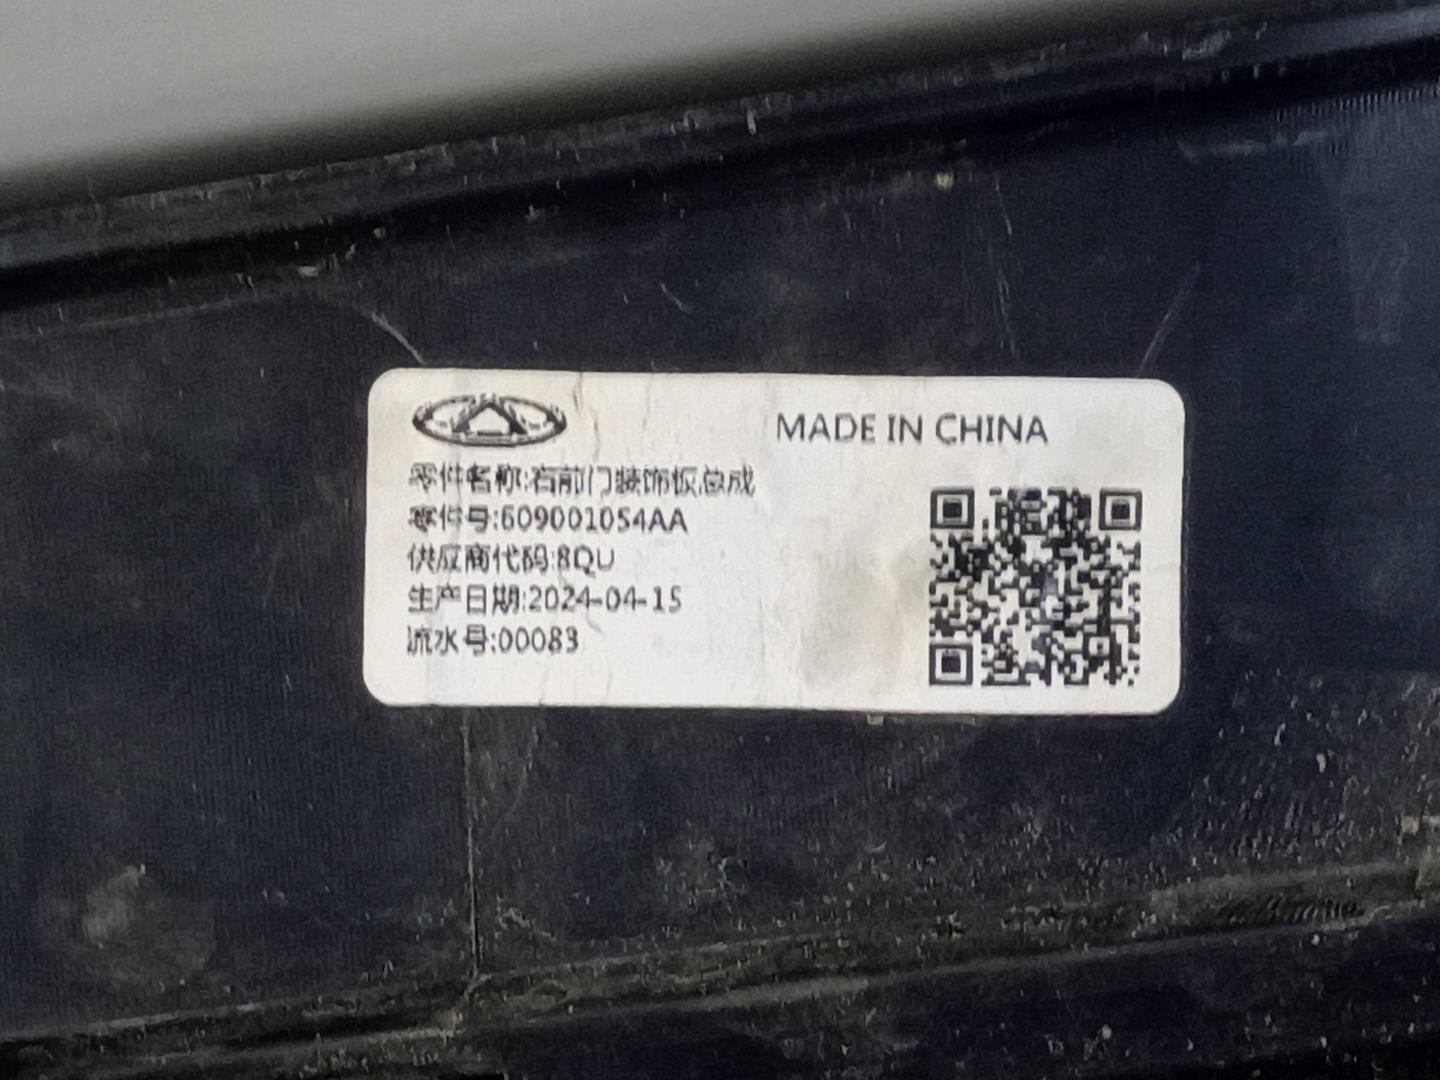 MADE IN CHINA
零件名称:右前门装饰板总成
零件号:609001054AA
供应商代码:8QU
生产日期:2024-04-15
流水号:00083